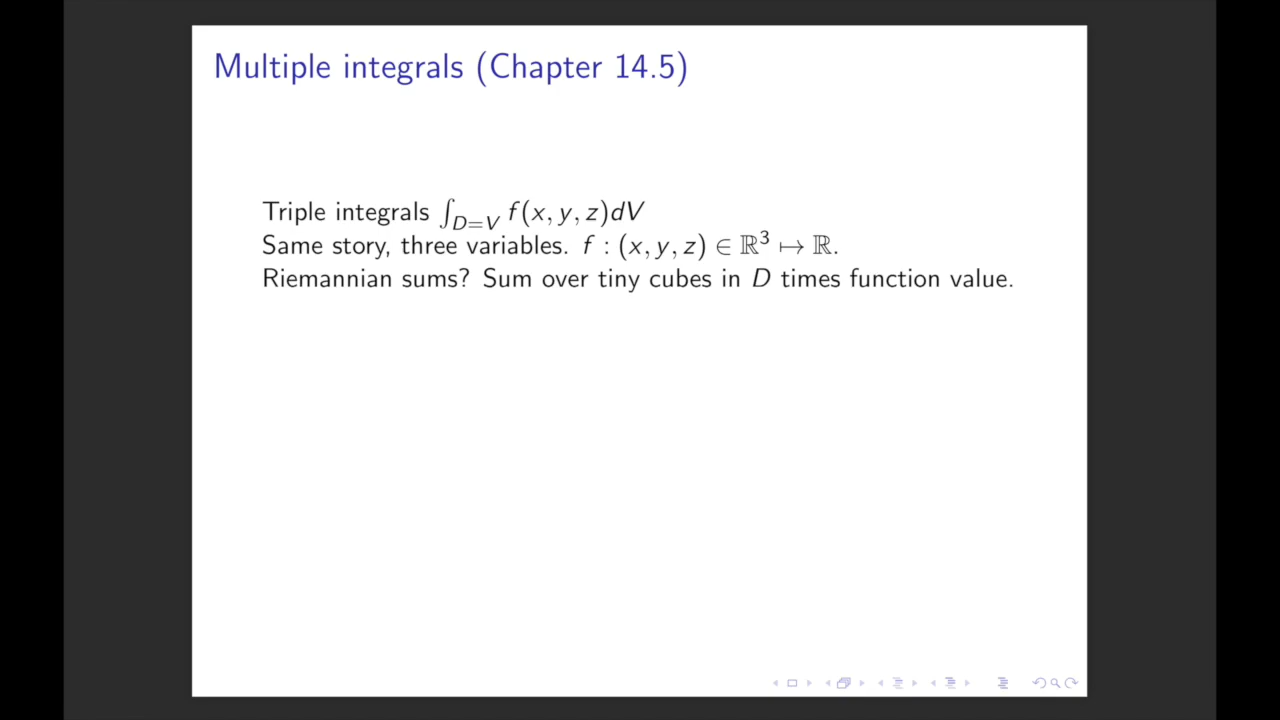 Multiple integrals (Chapter 14.5)
Triple integrals ∫_{D=V} f(x, y, z)dV
Same story, three variables. f : (x, y, z) ∈ ℝ³ ↦ ℝ.
Riemannian sums? Sum over tiny cubes in D times function value.